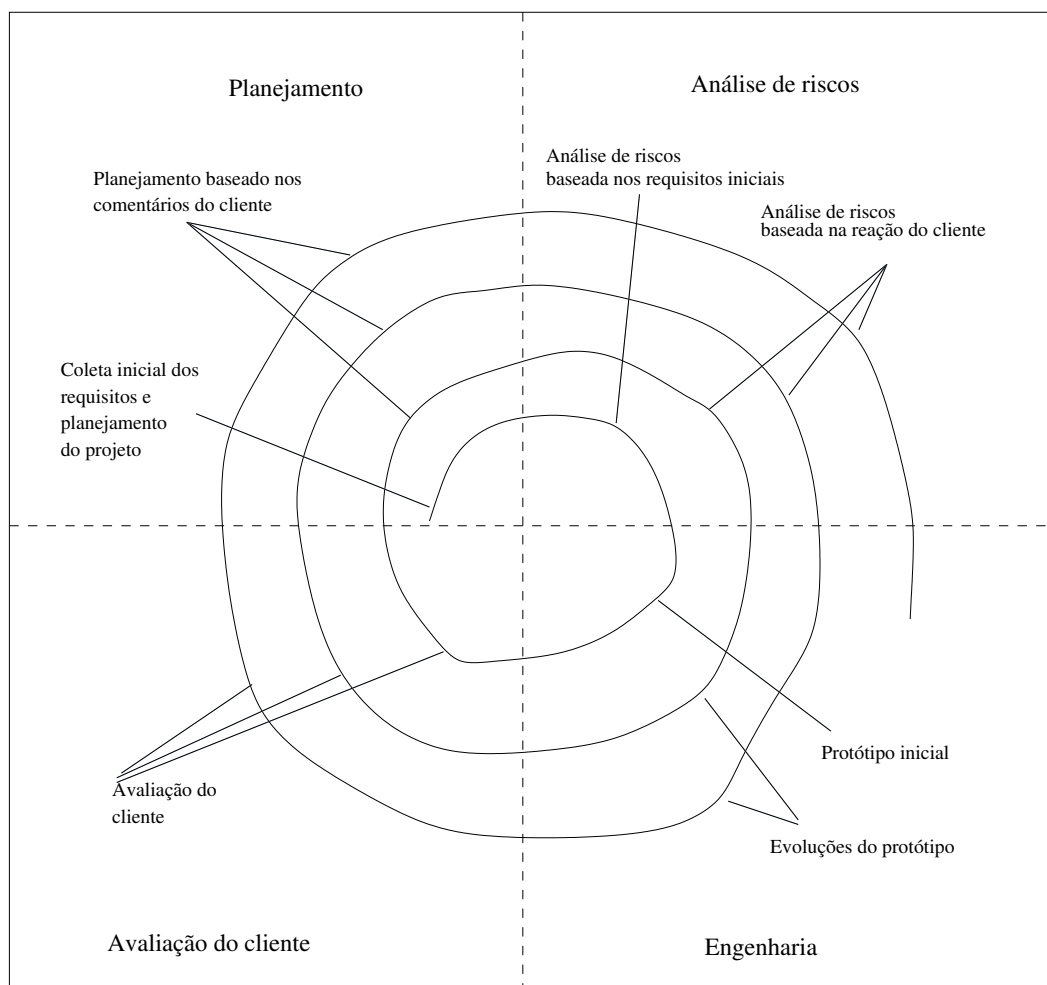 Planejamento
Análise de riscos
Análise de riscos
baseada nos requisitos iniciais
Planejamento baseado nos
comentários do cliente
Análise de riscos
baseada na reação do cliente
Coleta inicial dos
requisitos e
planejamento
do projeto
Protótipo inicial
Avaliação do
cliente
Evoluções do protótipo
Avaliação do cliente
Engenharia